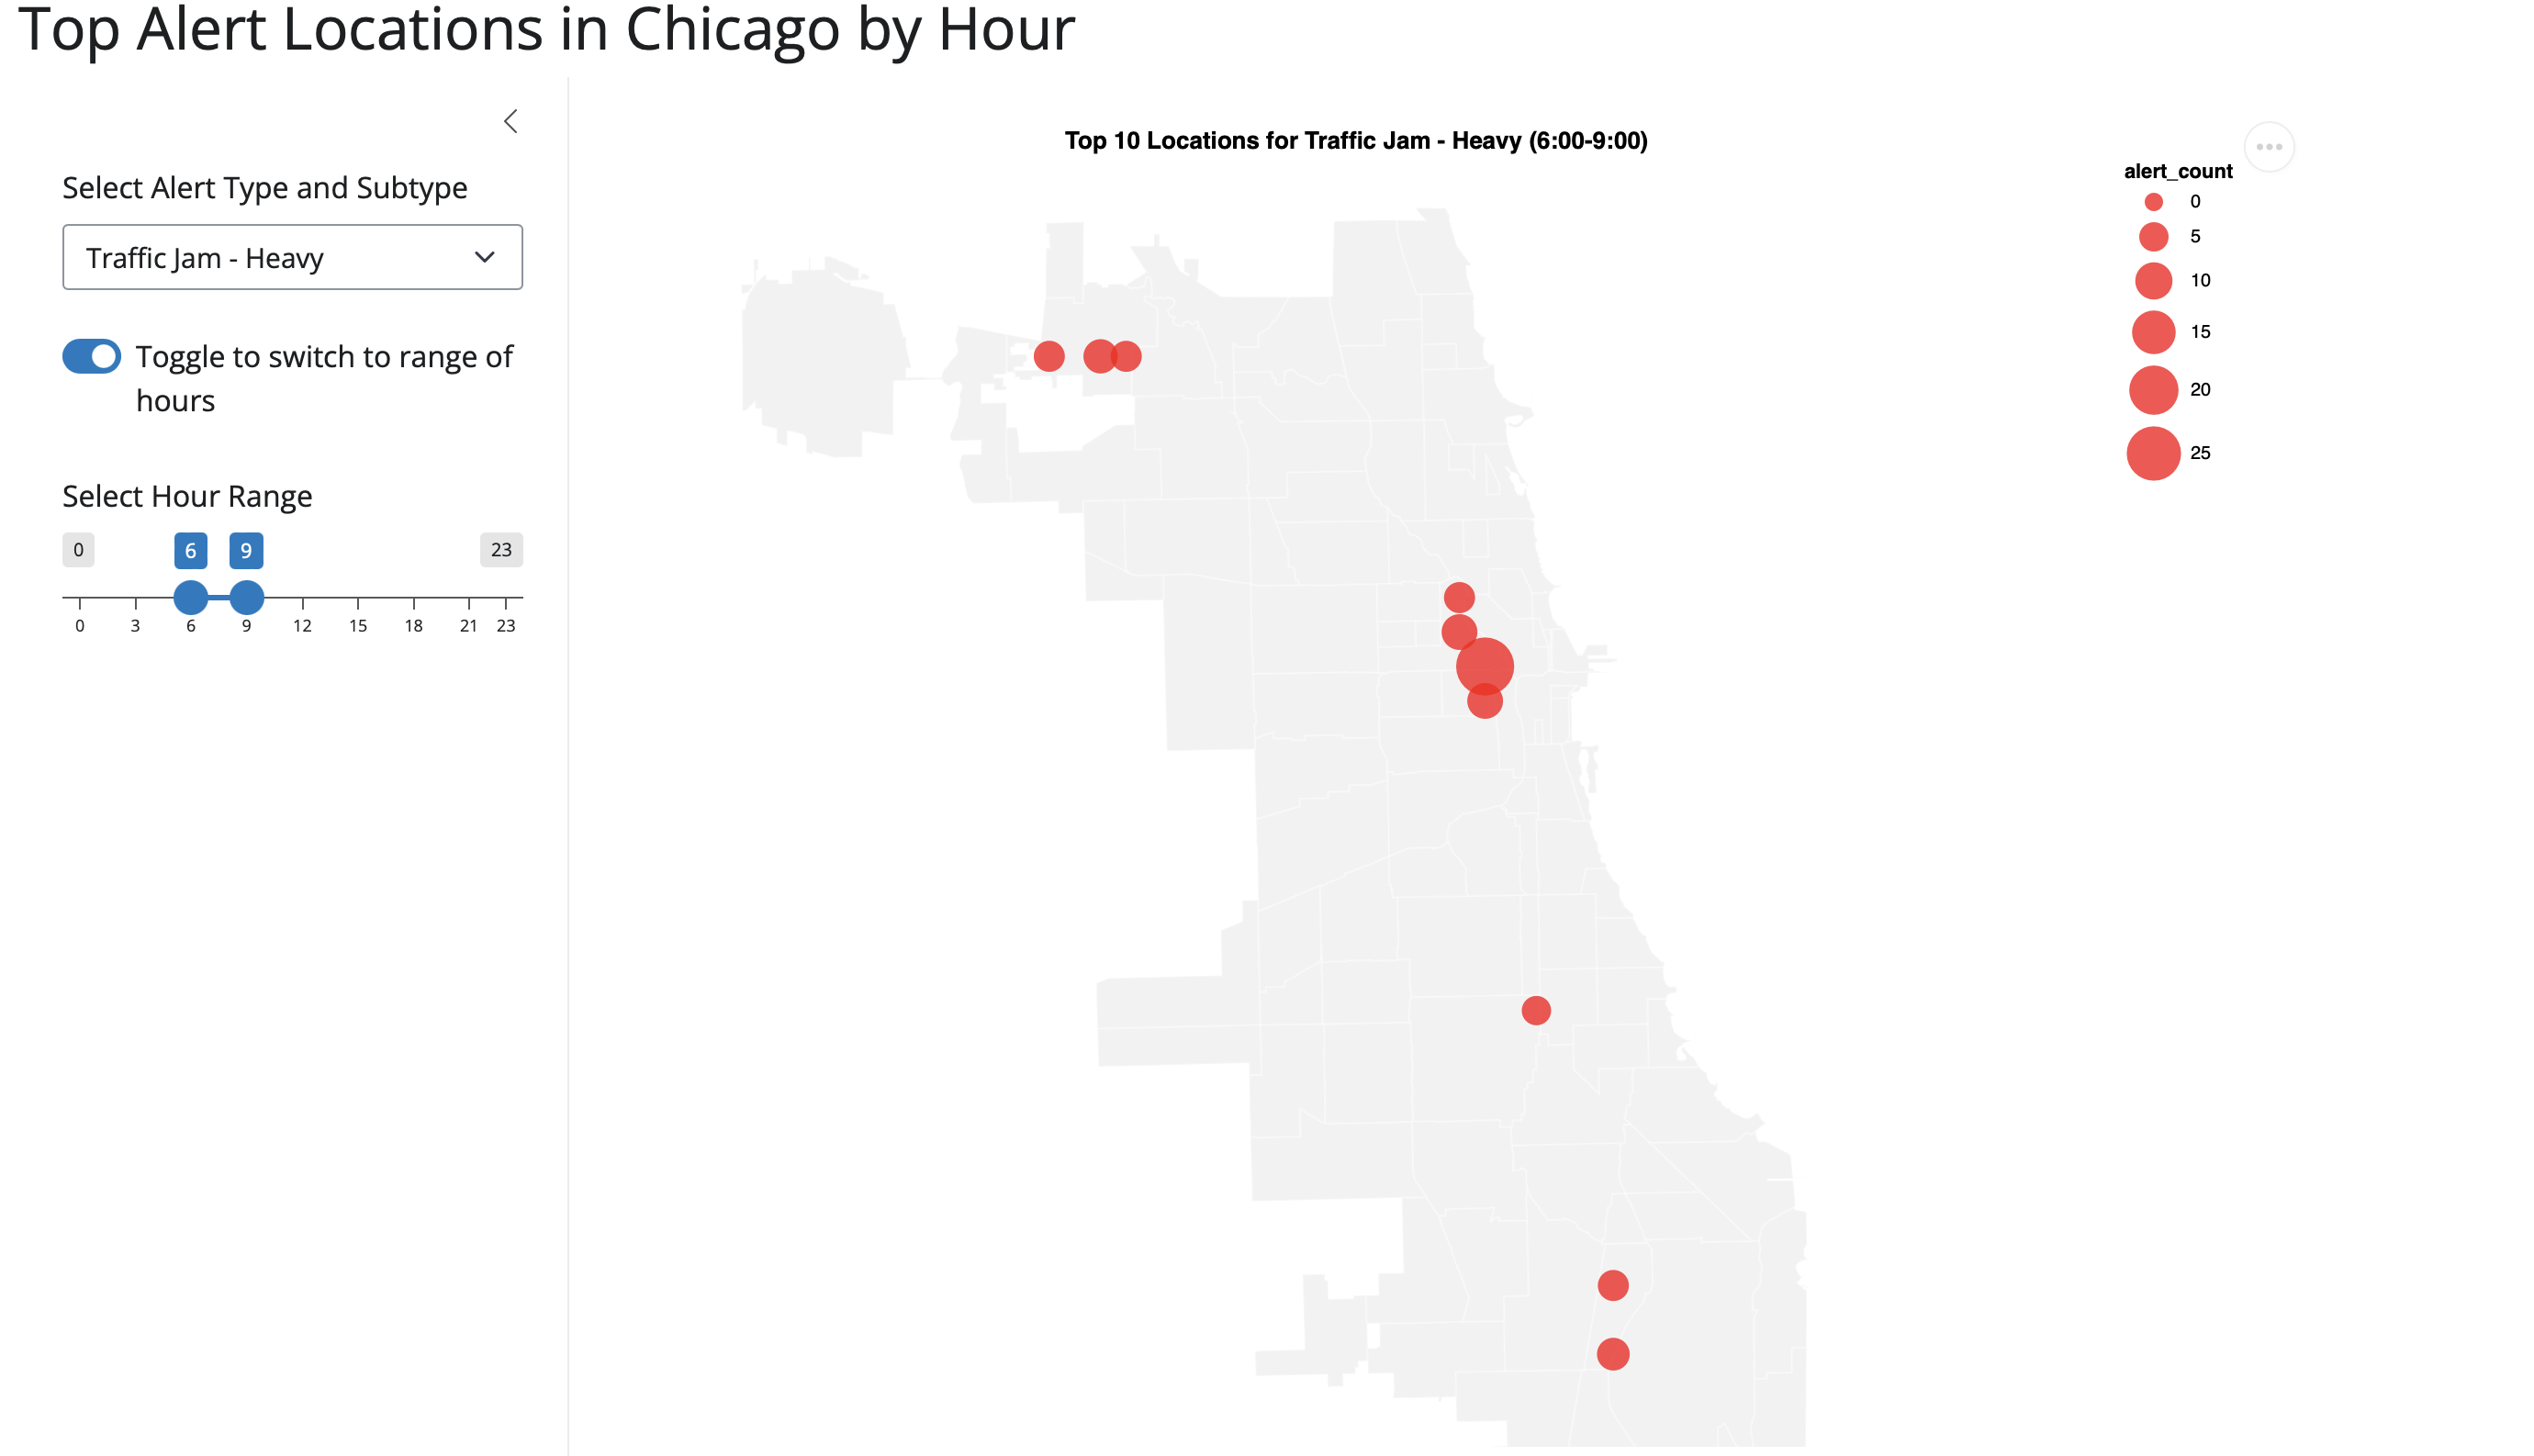 Top Alert Locations in Chicago by Hour
Select Alert Type and Subtype
Traffic Jam - Heavy
Toggle to switch to range of
hours
Select Hour Range
0 6 9 23
0 3 6 9 12 15 18 21 23
Top 10 Locations for Traffic Jam - Heavy (6:00-9:00)
alert_count
0
5
10
15
20
25